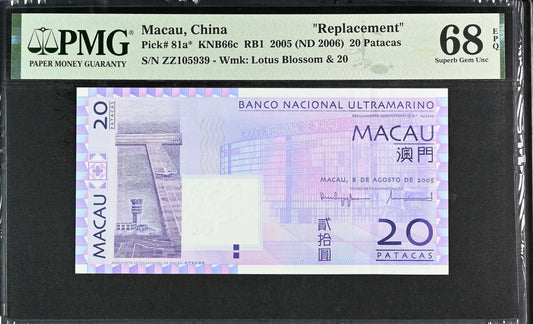 PMG
PAPER MONEY GUARANTY
Macau, China "Replacement"
Pick# 81a* KNB66c RB1 2005 (ND 2006) 20 Patacas
S/N ZZ105939 - Wmk: Lotus Blossom & 20
68 EPQ
Superb Gem Unc
20 PATACAS
MACAU
BANCO NACIONAL ULTRAMARINO
MACAU
澳門
MACAU, 8 DE AGOSTO DE 2005
貳拾圓
20
PATACAS